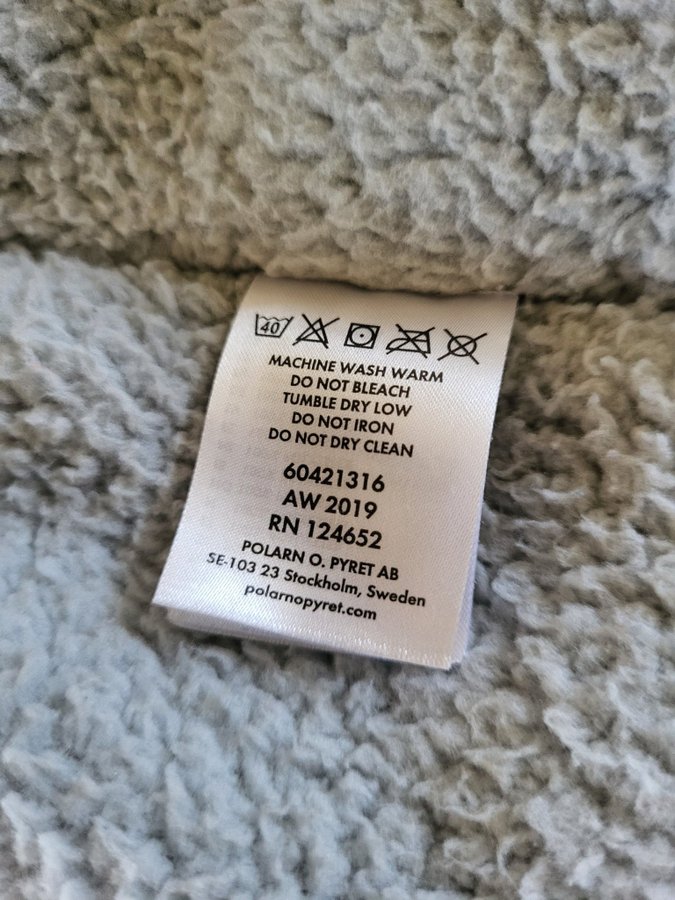 40
MACHINE WASH WARM
DO NOT BLEACH
TUMBLE DRY LOW
DO NOT IRON
DO NOT DRY CLEAN
60421316
AW 2019
RN 124652
POLARN O. PYRET AB
SE-103 23 Stockholm, Sweden
polarnopyret.com